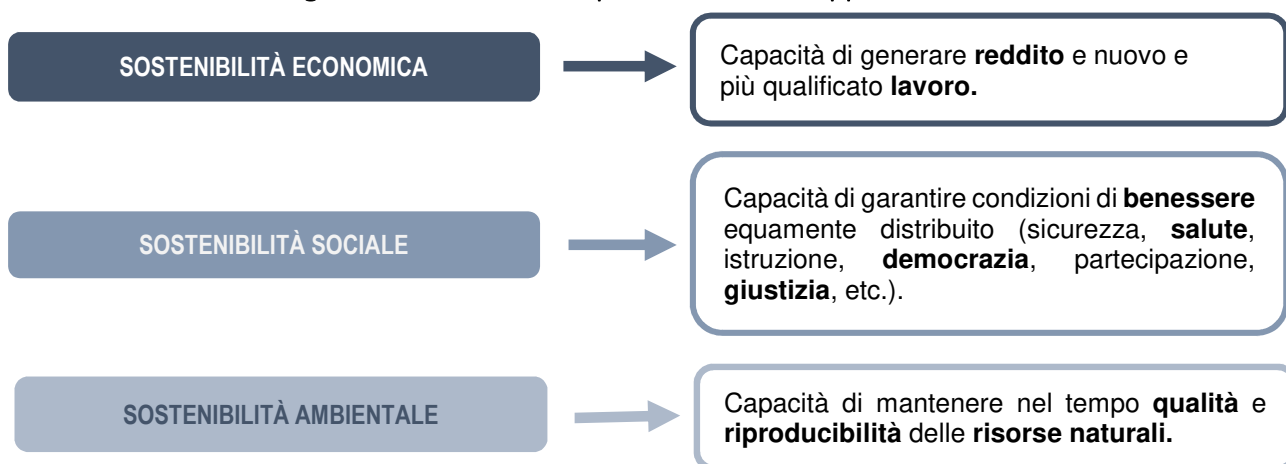 SOSTENIBILITÀ ECONOMICA
Capacità di generare reddito e nuovo e
più qualificato lavoro.
SOSTENIBILITÀ SOCIALE
Capacità di garantire condizioni di benessere
equamente distribuito (sicurezza, salute,
istruzione, democrazia, partecipazione,
giustizia, etc.).
SOSTENIBILITÀ AMBIENTALE
Capacità di mantenere nel tempo qualità e
riproducibilità delle risorse naturali.